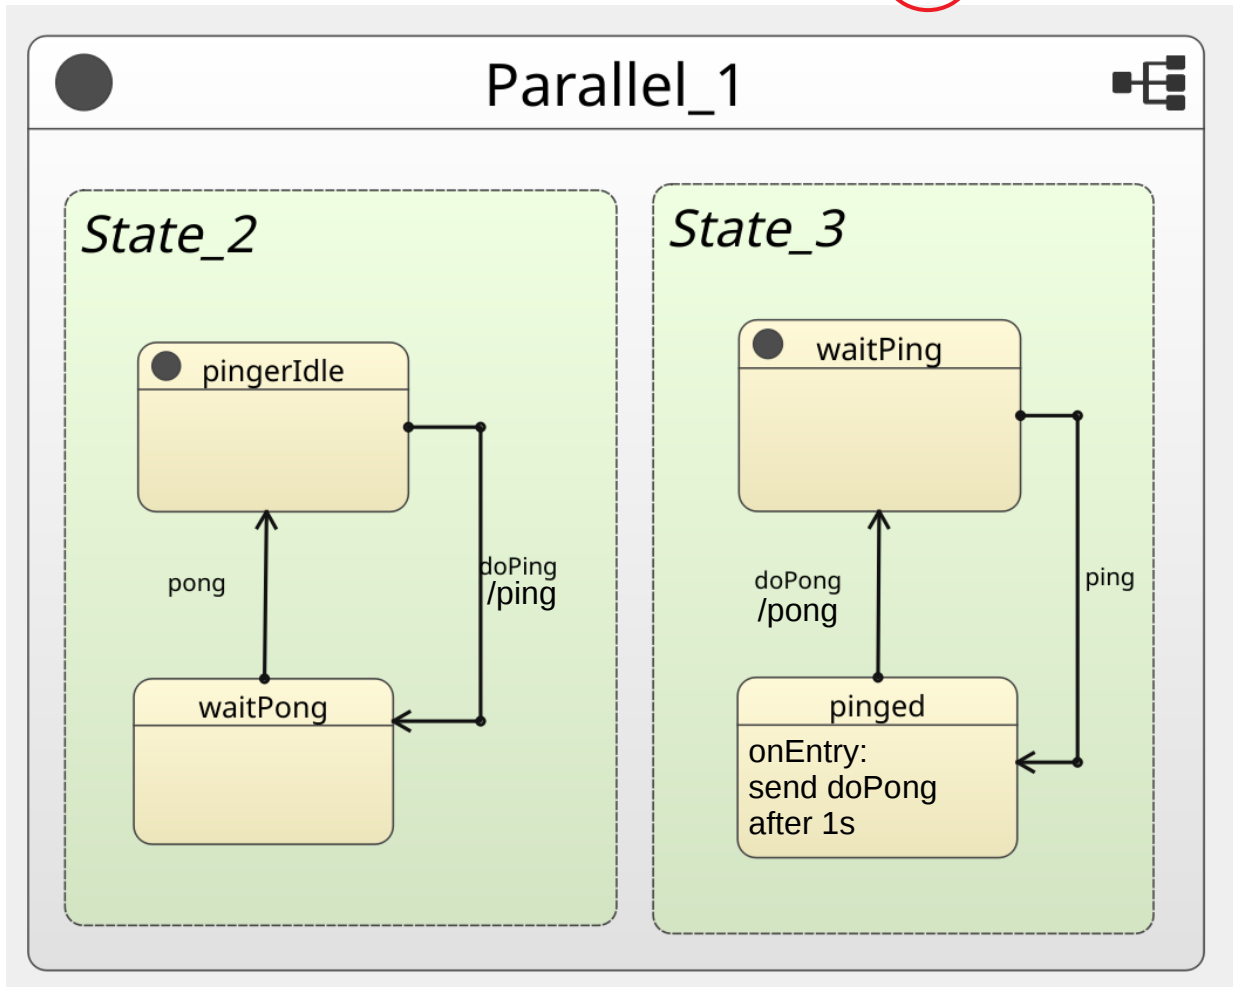 Parallel_1
State_2
pingerIdle
pong
doPing
/ping
waitPong
State_3
waitPing
doPong
/pong
ping
pinged
onEntry:
send doPong
after 1s